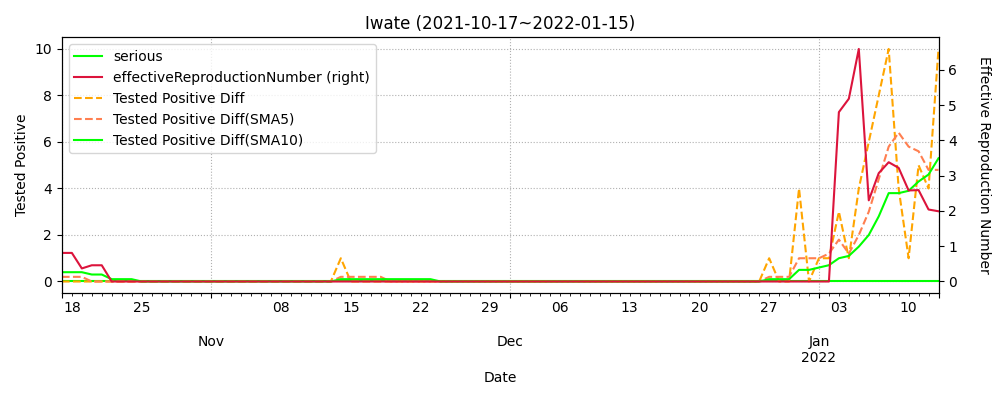 Iwate (2021-10-17~2022-01-15)
serious
effectiveReproductionNumber (right)
Tested Positive Diff
Tested Positive Diff(SMA5)
Tested Positive Diff(SMA10)
Tested Positive
10
8
6
4
2
0
6
5
4
3
2
1
0
Effective Reproduction Number
18 25 08 15 22 29 06 13 20 27 03 10
Nov Dec Jan
2022
Date